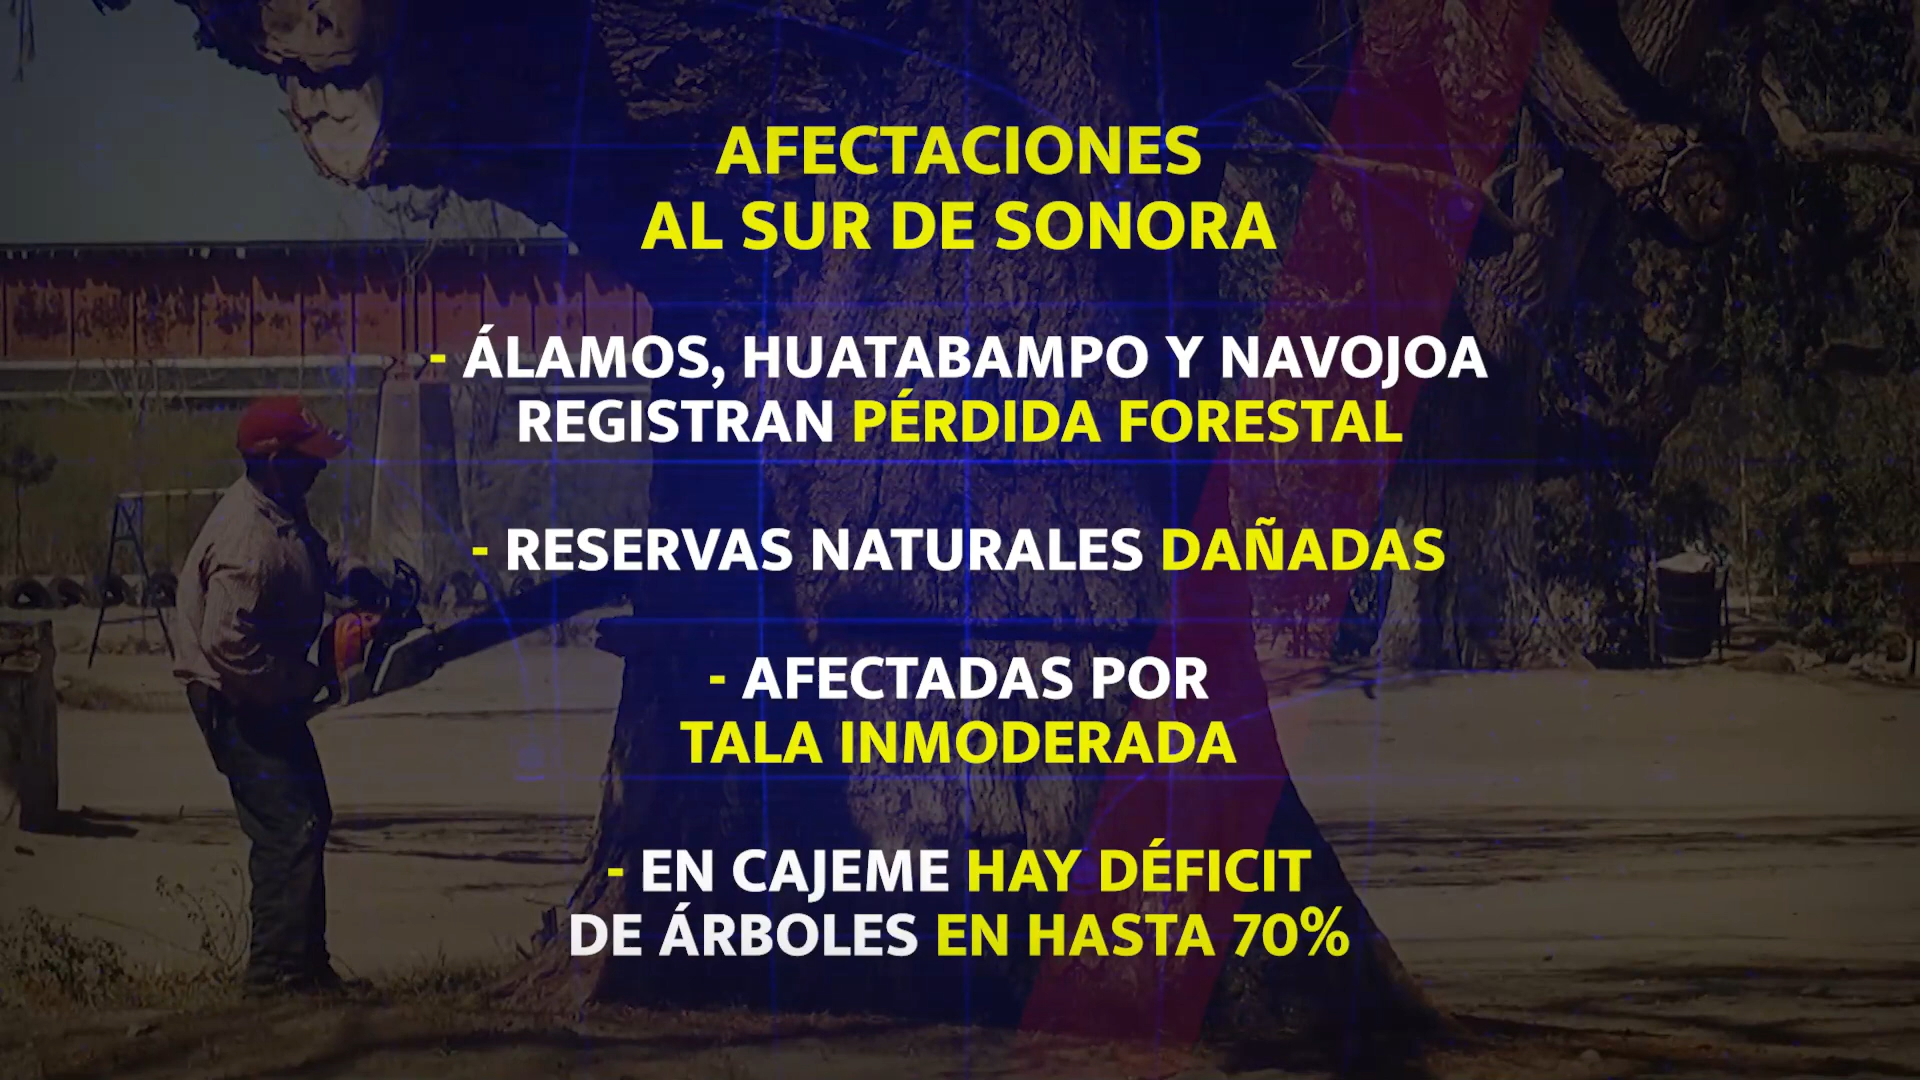 AFECTACIONES
AL SUR DE SONORA
- ÁLAMOS, HUATABAMPO Y NAVOJOA
REGISTRAN PÉRDIDA FORESTAL
- RESERVAS NATURALES DAÑADAS
- AFECTADAS POR
TALA INMODERADA
- EN CAJEME HAY DÉFICIT
DE ÁRBOLES EN HASTA 70%